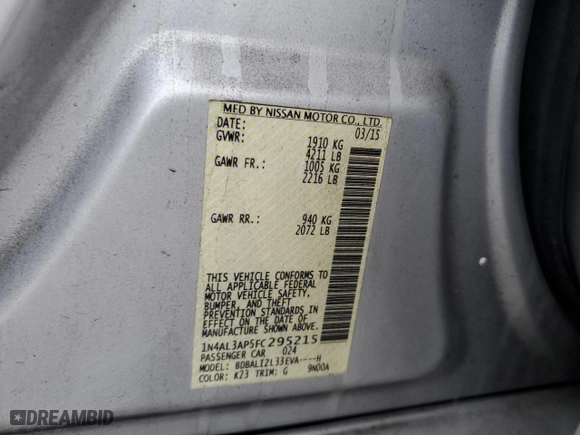 MFD BY NISSAN MOTOR CO., LTD.
DATE: 03/15
GVWR: 1910 KG
4211 LB
GAWR FR.: 1005 KG
2216 LB
GAWR RR.: 940 KG
2072 LB
THIS VEHICLE CONFORMS TO
ALL APPLICABLE FEDERAL
MOTOR VEHICLE SAFETY,
BUMPER, AND THEFT
PREVENTION STANDARDS IN
EFFECT ON THE DATE OF
MANUFACTURE SHOWN ABOVE.
1N4AL3AP5FC295215
PASSENGER CAR 024
MODEL: BDBALIZL33EVA----H
COLOR: K23 TRIM: G 9N00A
DREAMBID